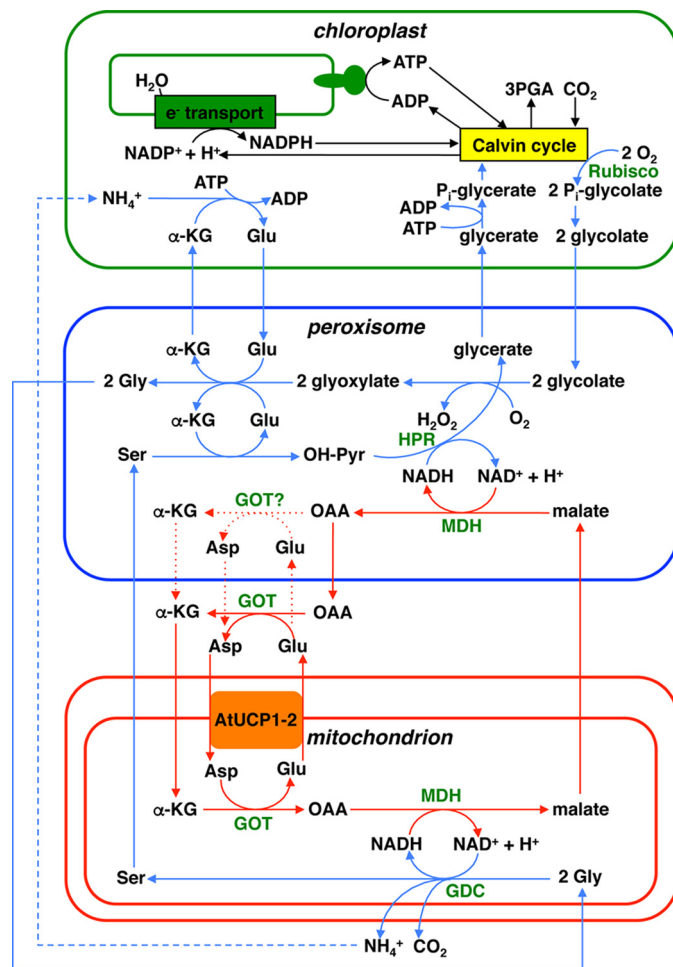 chloroplast
H₂O
ATP
e⁻ transport
ADP
3PGA CO₂
NADPH
Calvin cycle
NADP⁺ + H⁺
2 O₂
Rubisco
ATP
NH₄⁺
ADP
Pᵢ-glycerate
2 Pᵢ-glycolate
ADP
ATP
α-KG
Glu
glycerate
2 glycolate
peroxisome
α-KG
Glu
glycerate
2 Gly
2 glyoxylate
2 glycolate
α-KG
Glu
H₂O₂
O₂
HPR
Ser
OH-Pyr
NADH
NAD⁺ + H⁺
GOT?
α-KG
OAA
MDH
malate
Asp
Glu
GOT
α-KG
OAA
Asp
Glu
AtUCP1-2
mitochondrion
Asp
Glu
MDH
α-KG
GOT
OAA
malate
NADH
NAD⁺ + H⁺
Ser
GDC
2 Gly
NH₄⁺ CO₂